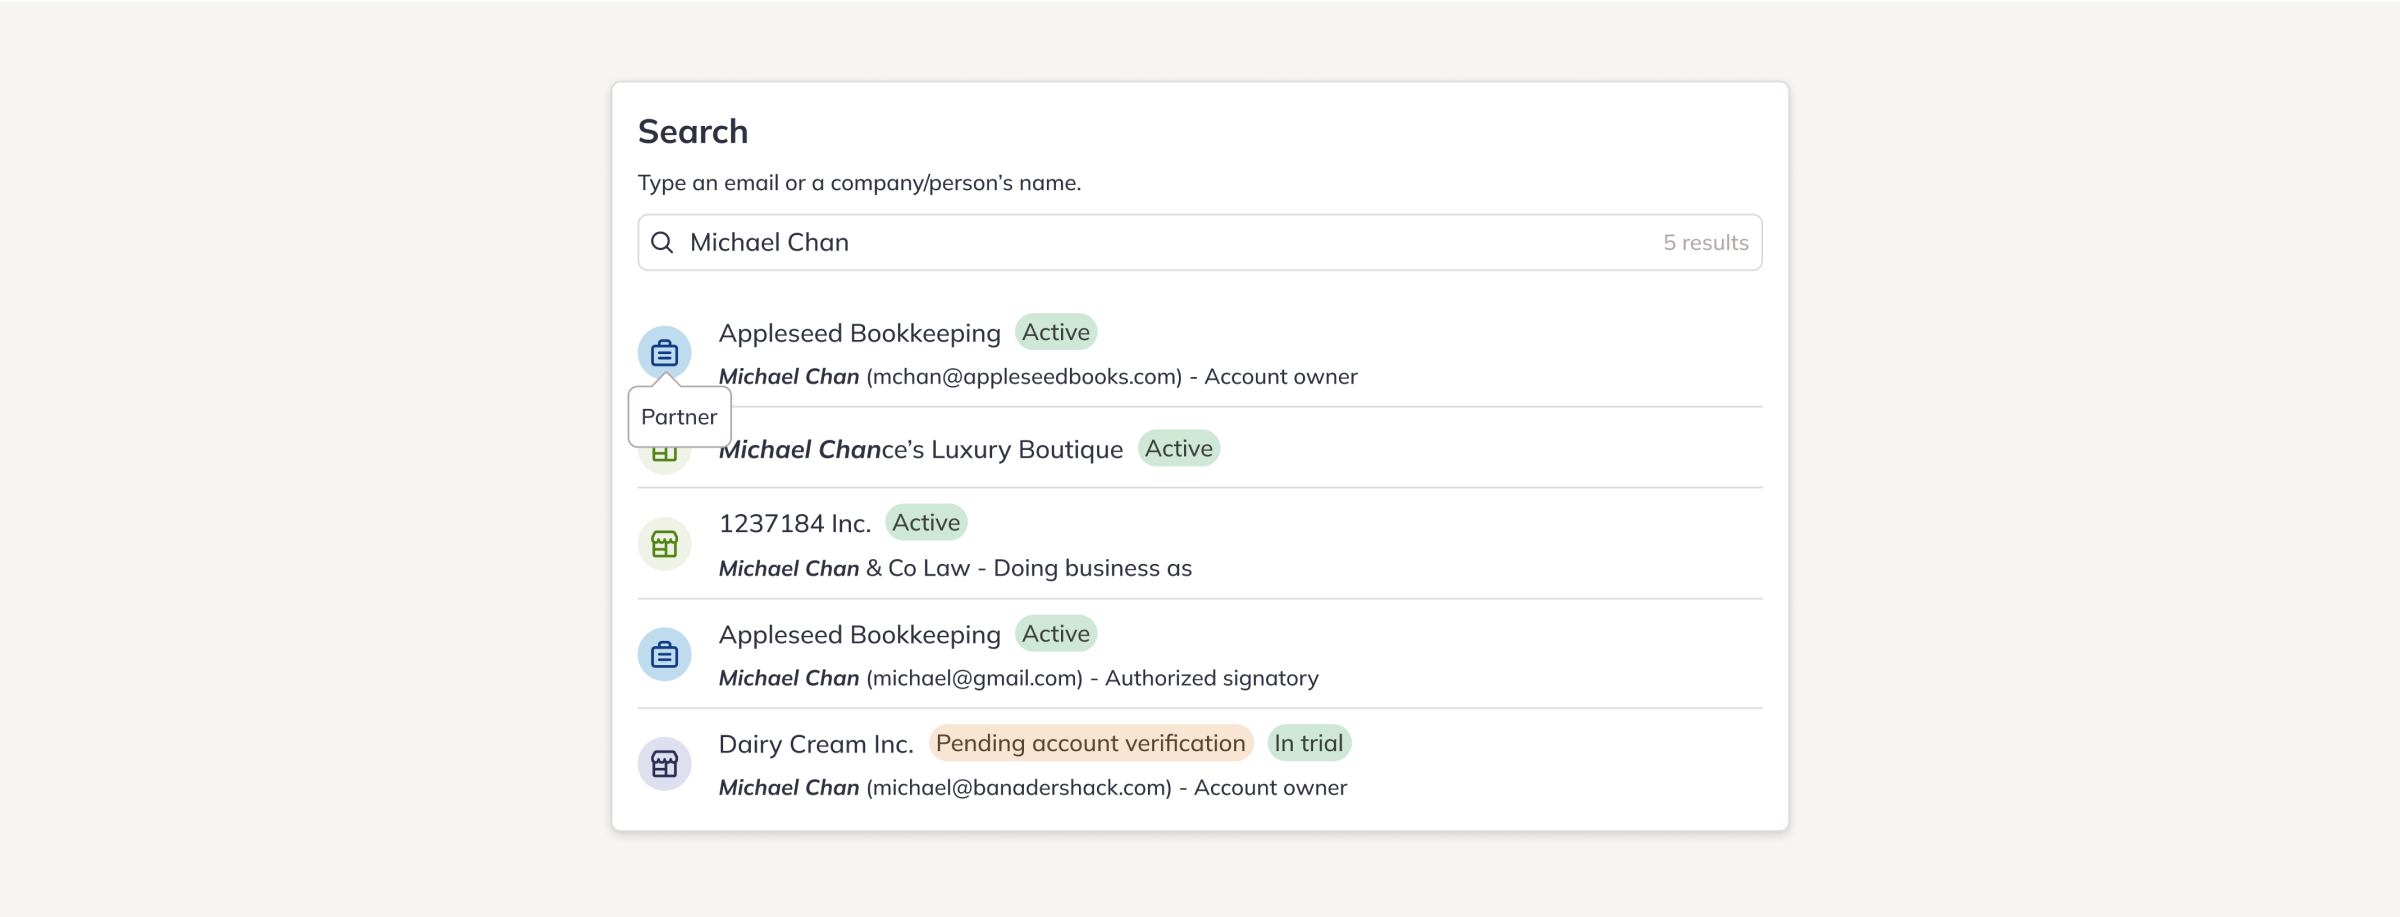 Search
Type an email or a company/person’s name.
Michael Chan 5 results
Appleseed Bookkeeping Active
Michael Chan (mchan@appleseedbooks.com) - Account owner
Partner
Michael Chance’s Luxury Boutique Active
1237184 Inc. Active
Michael Chan & Co Law - Doing business as
Appleseed Bookkeeping Active
Michael Chan (michael@gmail.com) - Authorized signatory
Dairy Cream Inc. Pending account verification In trial
Michael Chan (michael@banadershack.com) - Account owner